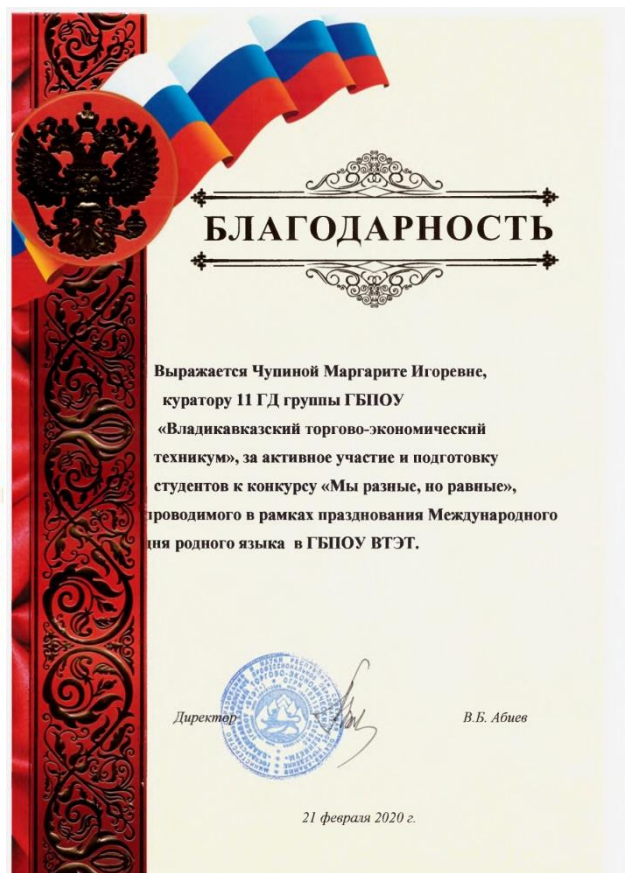 БЛАГОДАРНОСТЬ
Выражается Чупиной Маргарите Игоревне,
куратору 11 ГД группы ГБПОУ
«Владикавказский торгово-экономический
техникум», за активное участие и подготовку
студентов к конкурсу «Мы разные, но равные»,
проводимого в рамках празднования Международного
дня родного языка в ГБПОУ ВТЭТ.
Директор
В.Б. Абиев
21 февраля 2020 г.